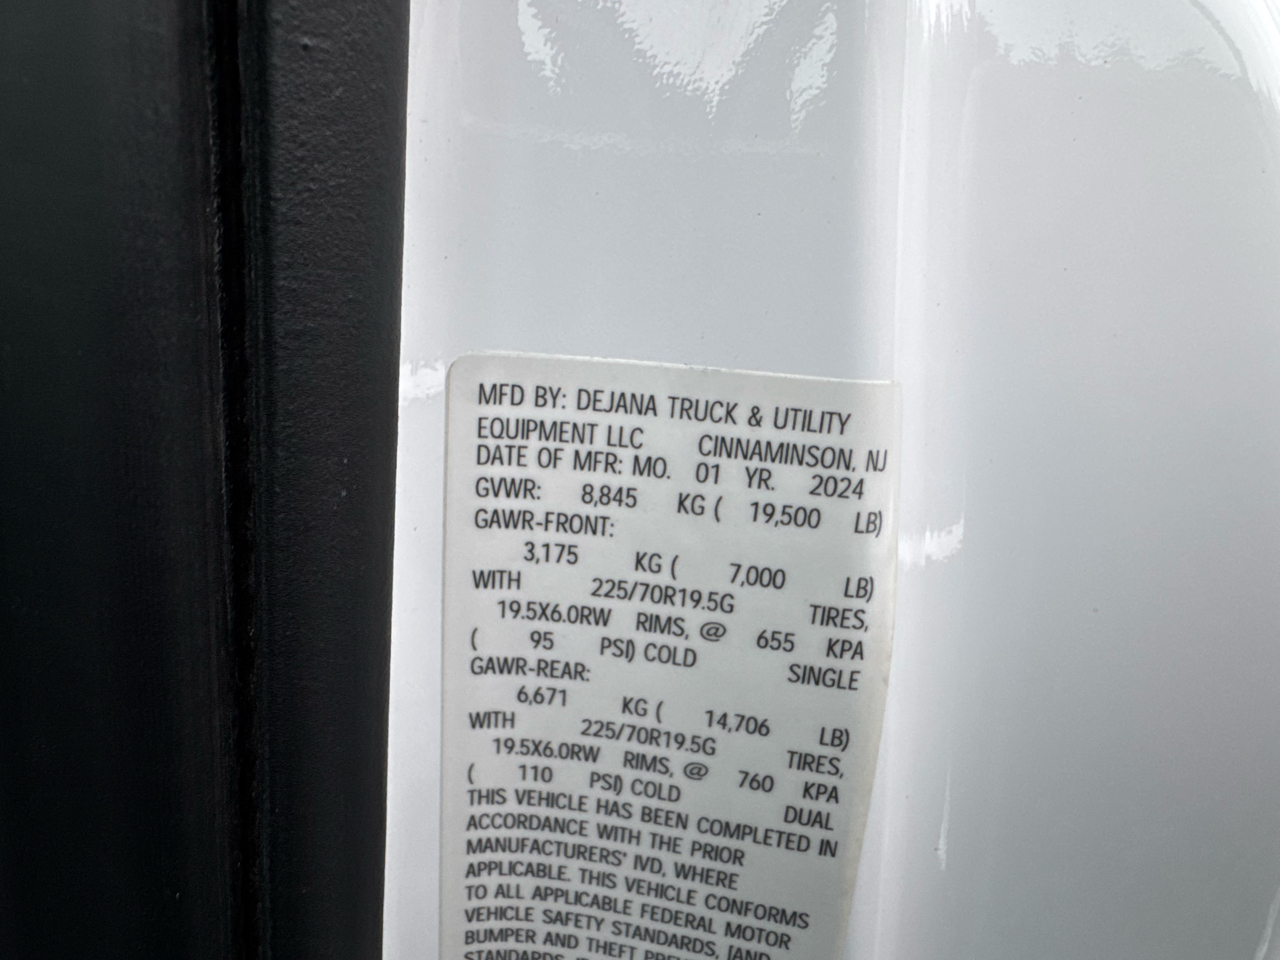 MFD BY: DEJANA TRUCK & UTILITY
EQUIPMENT LLC CINNAMINSON, NJ
DATE OF MFR: MO. 01 YR. 2024
GVWR: 8,845 KG ( 19,500 LB)
GAWR-FRONT:
3,175 KG ( 7,000 LB)
WITH 225/70R19.5G TIRES,
19.5X6.0RW RIMS, @ 655 KPA
( 95 PSI) COLD SINGLE
GAWR-REAR:
6,671 KG ( 14,706 LB)
WITH 225/70R19.5G TIRES,
19.5X6.0RW RIMS, @ 760 KPA
( 110 PSI) COLD DUAL
THIS VEHICLE HAS BEEN COMPLETED IN
ACCORDANCE WITH THE PRIOR
MANUFACTURERS' IVD, WHERE
APPLICABLE. THIS VEHICLE CONFORMS
TO ALL APPLICABLE FEDERAL MOTOR
VEHICLE SAFETY STANDARDS, [AND
BUMPER AND THEFT